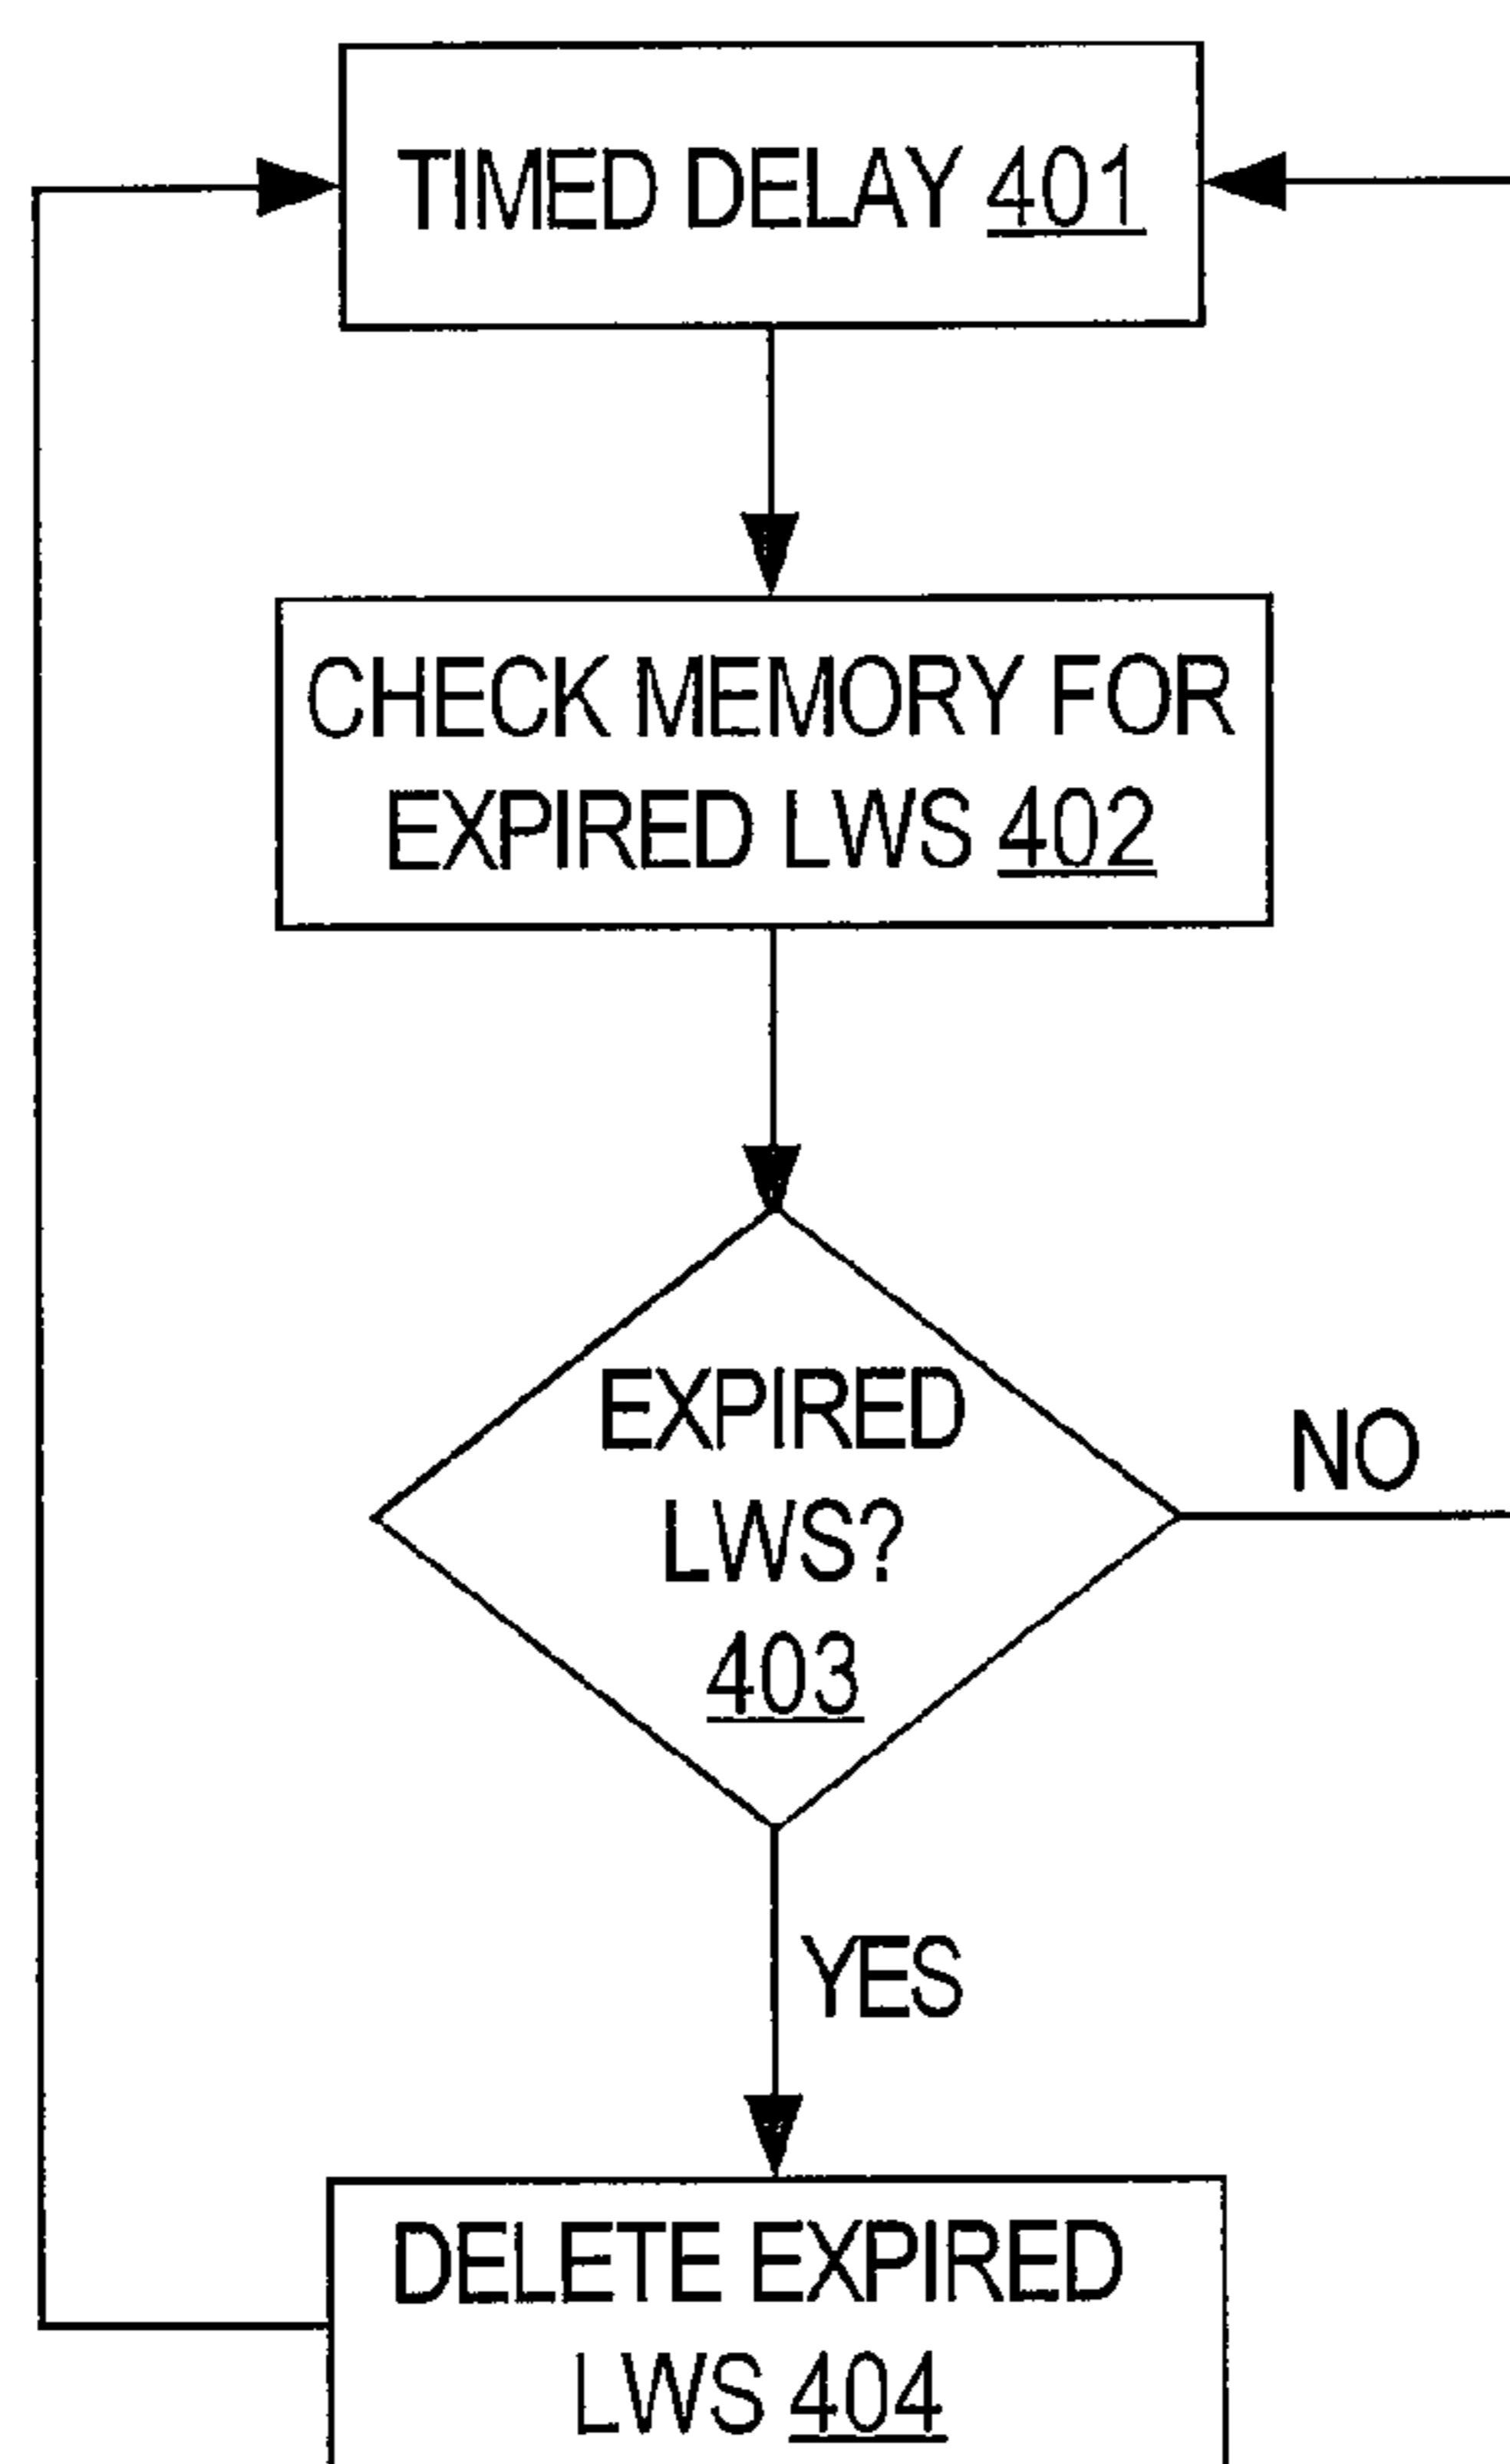 TIMED DELAY 401
CHECK MEMORY FOR
EXPIRED LWS 402
EXPIRED
LWS?
403
NO
YES
DELETE EXPIRED
LWS 404